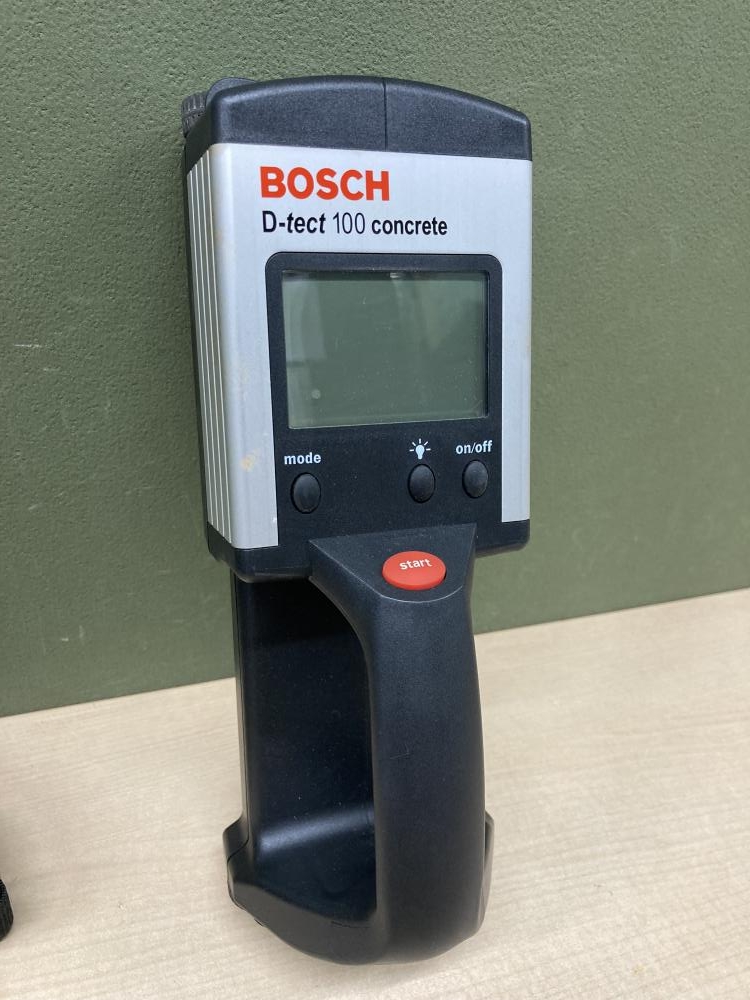 BOSCH
D-tect 100 concrete
mode
on/off
start